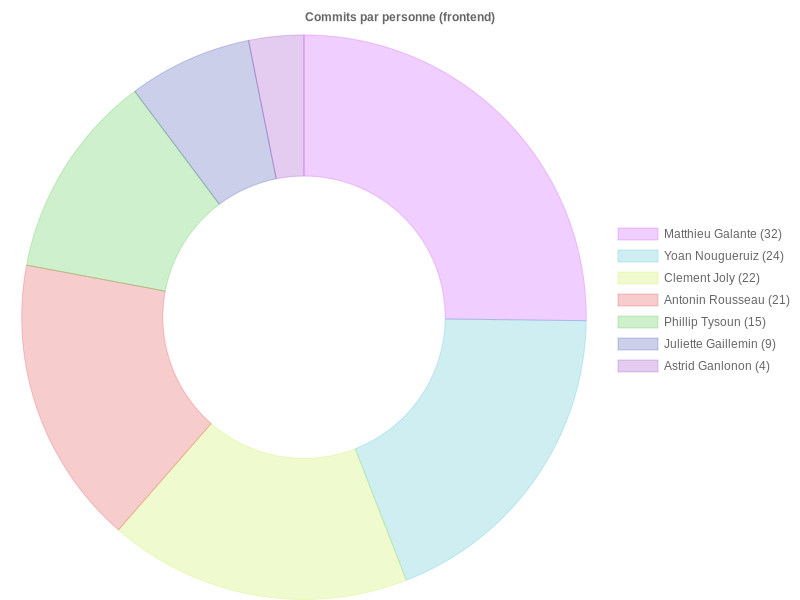 Commits par personne (frontend)
Matthieu Galante (32)
Yoan Nougueruiz (24)
Clement Joly (22)
Antonin Rousseau (21)
Phillip Tysoun (15)
Juliette Gaillemin (9)
Astrid Ganlonon (4)